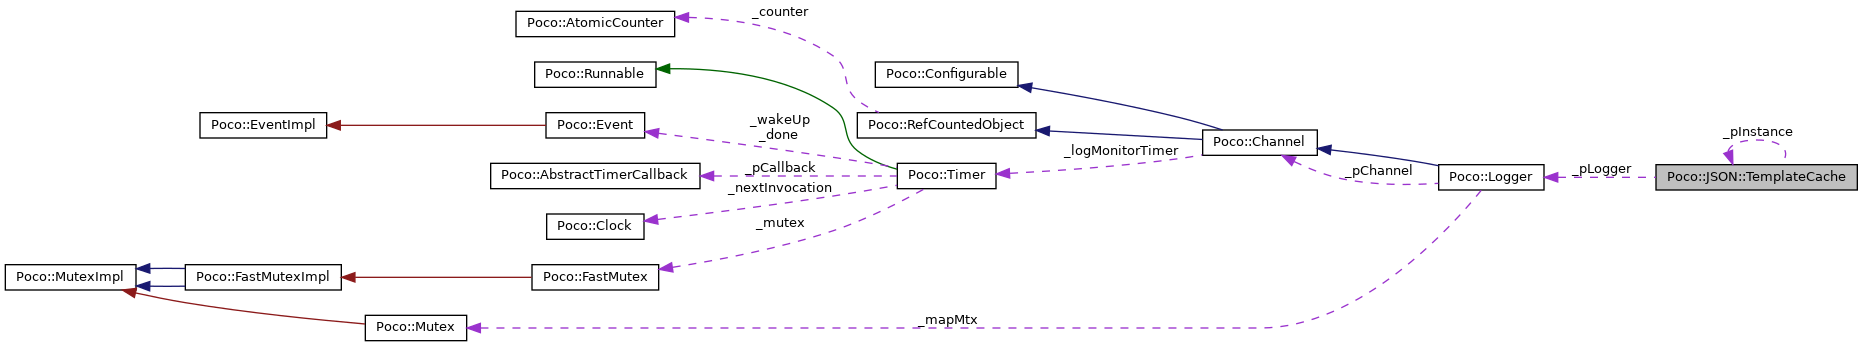 Poco::AtomicCounter
_counter
Poco::Runnable
Poco::Configurable
Poco::EventImpl
Poco::Event
_wakeUp
_done
Poco::RefCountedObject
Poco::Channel
_pInstance
Poco::AbstractTimerCallback
_pCallback
Poco::Timer
_logMonitorTimer
_pChannel
Poco::Logger
_pLogger
Poco::JSON::TemplateCache
_nextInvocation
Poco::Clock
_mutex
Poco::MutexImpl
Poco::FastMutexImpl
Poco::FastMutex
Poco::Mutex
_mapMtx